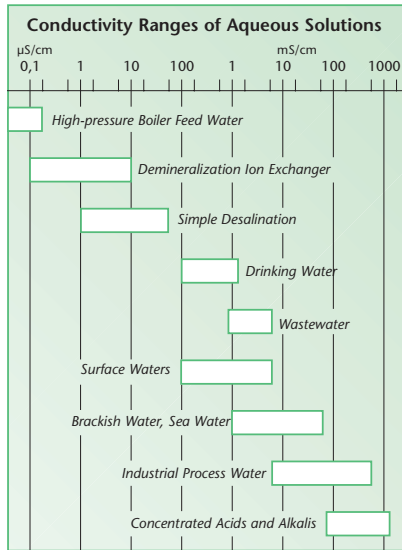 Conductivity Ranges of Aqueous Solutions
µS/cm mS/cm
0,1 1 10 100 1 10 100 1000
High-pressure Boiler Feed Water
Demineralization Ion Exchanger
Simple Desalination
Drinking Water
Wastewater
Surface Waters
Brackish Water, Sea Water
Industrial Process Water
Concentrated Acids and Alkalis